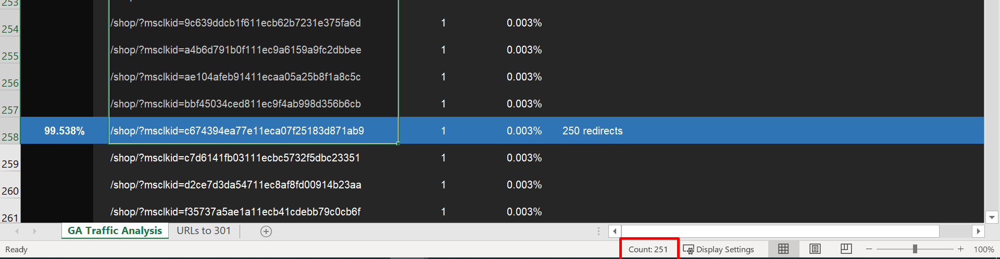 253
254 /shop/?msclkid=9c639ddcb1f611ecb62b7231e375fa6d 1 0.003%
255 /shop/?msclkid=a4b6d791b0f111ec9a6159a9fc2dbbee 1 0.003%
256 /shop/?msclkid=ae104afeb91411ecaa05a25b8f1a8c5c 1 0.003%
257 /shop/?msclkid=bbf45034ced811ec9f4ab998d356b6cb 1 0.003%
258 99.538% /shop/?msclkid=c674394ea77e11eca07f25183d871ab9 1 0.003% 250 redirects
259 /shop/?msclkid=c7d6141fb03111ecbc5732f5dbc23351 1 0.003%
260 /shop/?msclkid=d2ce7d3da54711ec8af8fd00914b23aa 1 0.003%
261 /shop/?msclkid=f35737a5ae1a11ecb41cdebb79c0cb6f 1 0.003%
GA Traffic Analysis URLs to 301
Ready Count: 251 Display Settings 100%